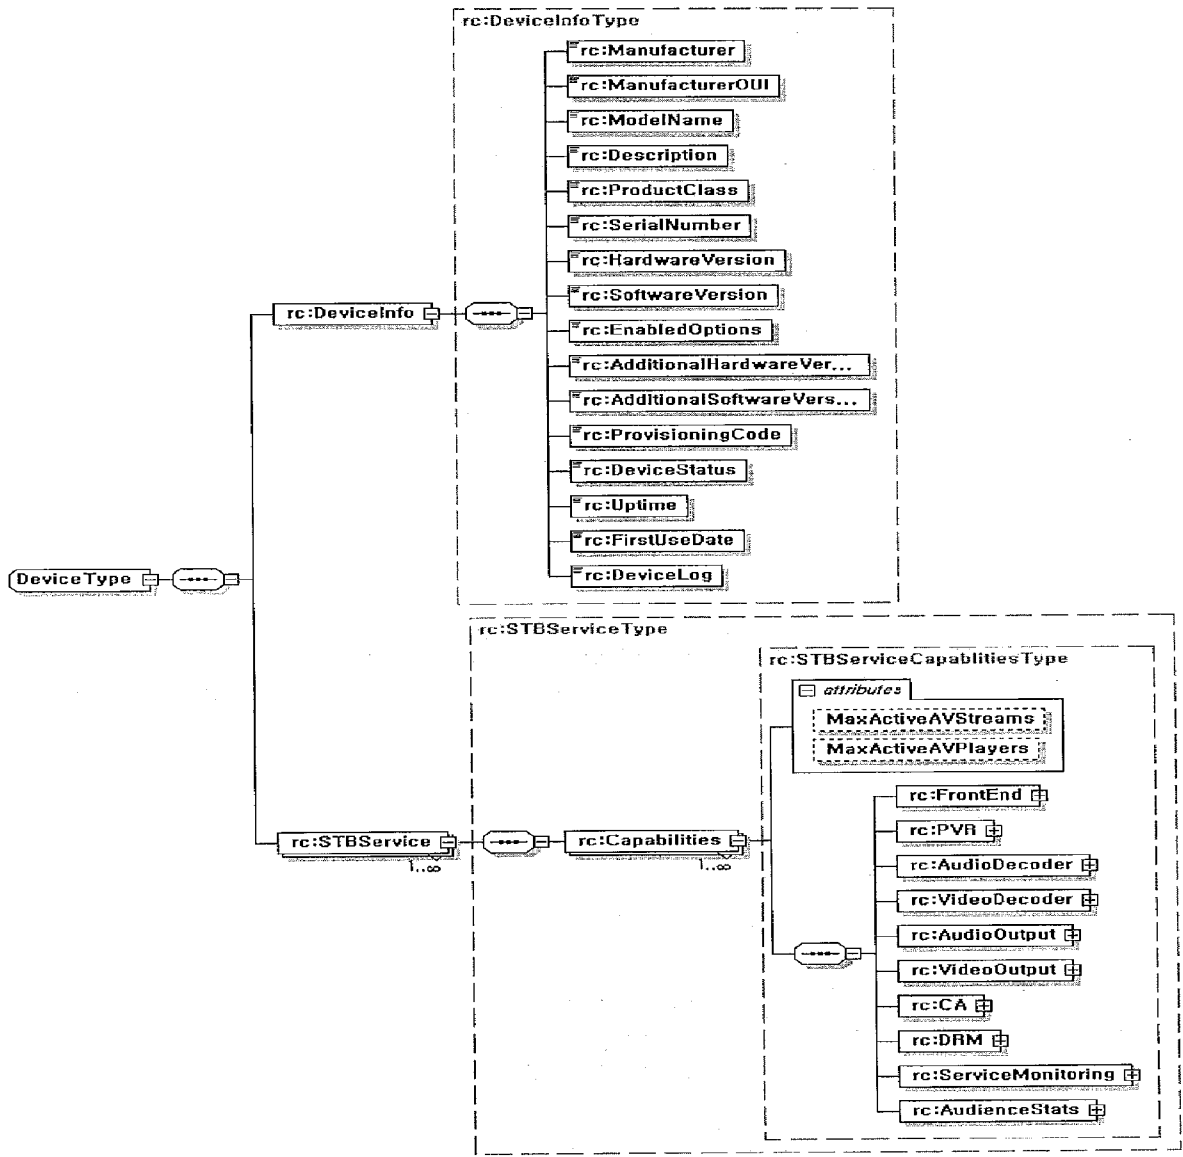 rc:DeviceInfoType
rc:Manufacturer
rc:ManufacturerOUI
rc:ModelName
rc:Description
rc:ProductClass
rc:SerialNumber
rc:HardwareVersion
rc:DeviceInfo
rc:SoftwareVersion
rc:EnabledOptions
rc:AdditionalHardwareVer...
rc:AdditionalSoftwareVers...
rc:ProvisioningCode
rc:DeviceStatus
rc:Uptime
rc:FirstUseDate
rc:DeviceLog
DeviceType
rc:STBServiceType
rc:STBServiceCapablitiesType
attributes
MaxActiveAVStreams
MaxActiveAVPlayers
rc:STBService
1..∞
rc:Capabilities
1..∞
rc:FrontEnd
rc:PVR
rc:AudioDecoder
rc:VideoDecoder
rc:AudioOutput
rc:VideoOutput
rc:CA
rc:DRM
rc:ServiceMonitoring
rc:AudienceStats